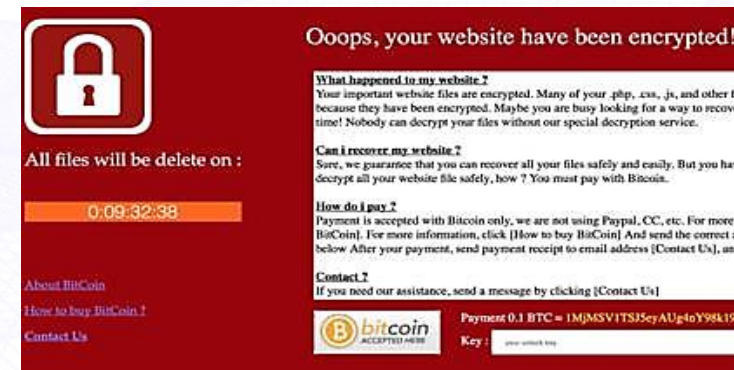 Ooops, your website have been encrypted!
What happened to my website ?
Your important website files are encrypted. Many of your .php, .css, .js, and other
because they have been encrypted. Maybe you are busy looking for a way to
time! Nobody can decrypt your files without our special decryption service.
Can i recover my website ?
Sure, we guarantee that you can recover all your files safely and easily. But you
decrypt all your website file safely, how ? You must pay with Bitcoin.
How do i pay ?
Payment is accepted with Bitcoin only, we are not using Paypal, CC, etc. For more
BitCoin]. For more information, click [How to buy BitCoin] And send the correct
below After your payment, send payment receipt to email address [Contact Us],
Contact ?
If you need our assistance, send a message by clicking [Contact Us]
All files will be delete on :
0:09:32:38
About BitCoin
How to buy BitCoin ?
Contact Us
bitcoin
ACCEPTED HERE
Payment 0.1 BTC =
Key :
your unlock key